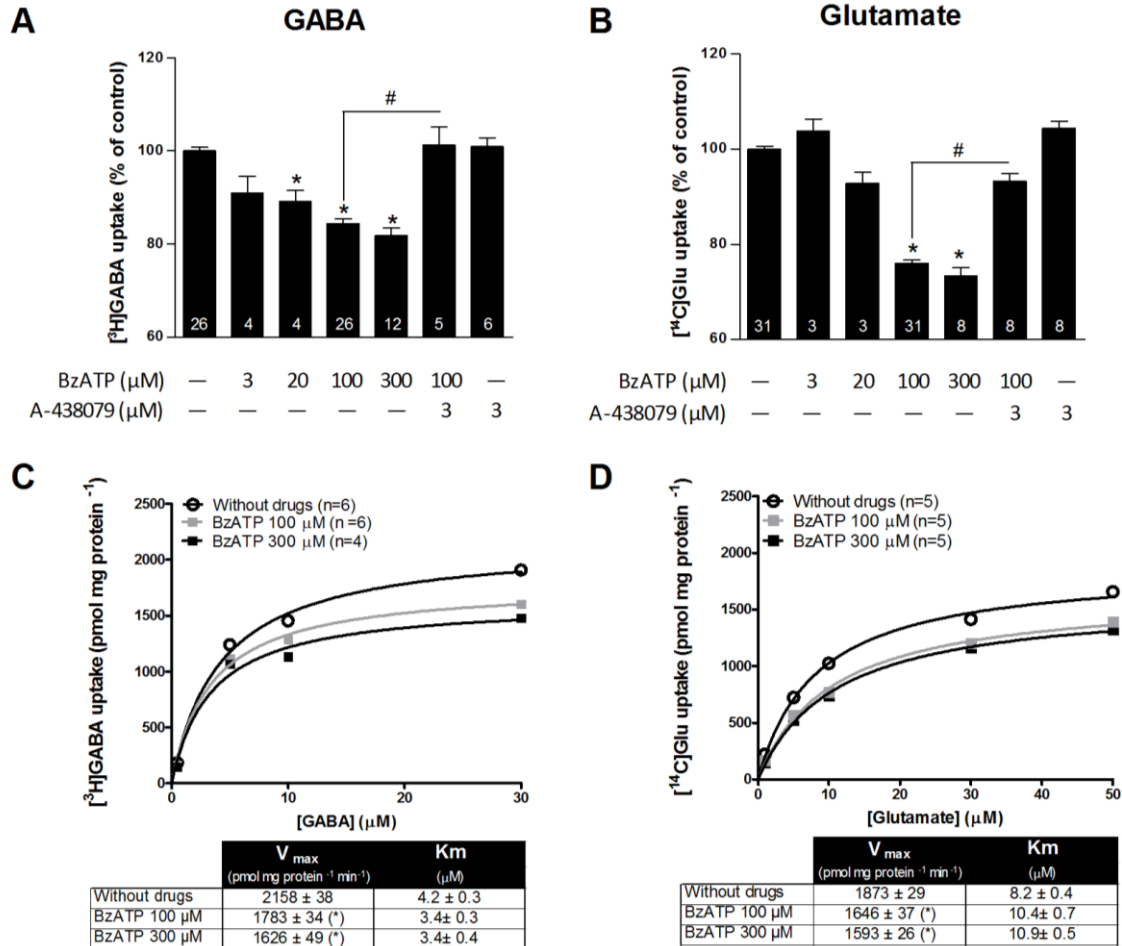 A
GABA
120
100
80
60
[³H]GABA uptake (% of control)
*
*
*
#
26 4 4 26 12 5 6
BzATP (µM) — 3 20 100 300 100 —
A-438079 (µM) — — — — — 3 3
B
Glutamate
120
100
80
60
[¹⁴C]Glu uptake (% of control)
*
*
#
31 3 3 31 8 8 8
BzATP (µM) — 3 20 100 300 100 —
A-438079 (µM) — — — — — 3 3
C
2500
2000
1500
1000
500
0
[³H]GABA uptake (pmol mg protein ⁻¹)
Without drugs (n=6)
BzATP 100 µM (n =6)
BzATP 300 µM (n=4)
0 10 20 30
[GABA] (µM)
V max Km
(pmol mg protein ⁻¹ min⁻¹) (µM)
Without drugs 2158 ± 38 4.2 ± 0.3
BzATP 100 µM 1783 ± 34 (*) 3.4± 0.3
BzATP 300 µM 1626 ± 49 (*) 3.4± 0.4
D
2500
2000
1500
1000
500
0
[¹⁴C]Glu uptake (pmol mg protein ⁻¹)
Without drugs (n=5)
BzATP 100 µM (n=5)
BzATP 300 µM (n=5)
0 10 20 30 40 50
[Glutamate] (µM)
V max Km
(pmol mg protein ⁻¹ min⁻¹) (µM)
Without drugs 1873 ± 29 8.2 ± 0.4
BzATP 100 µM 1646 ± 37 (*) 10.4± 0.7
BzATP 300 µM 1593 ± 26 (*) 10.9± 0.5